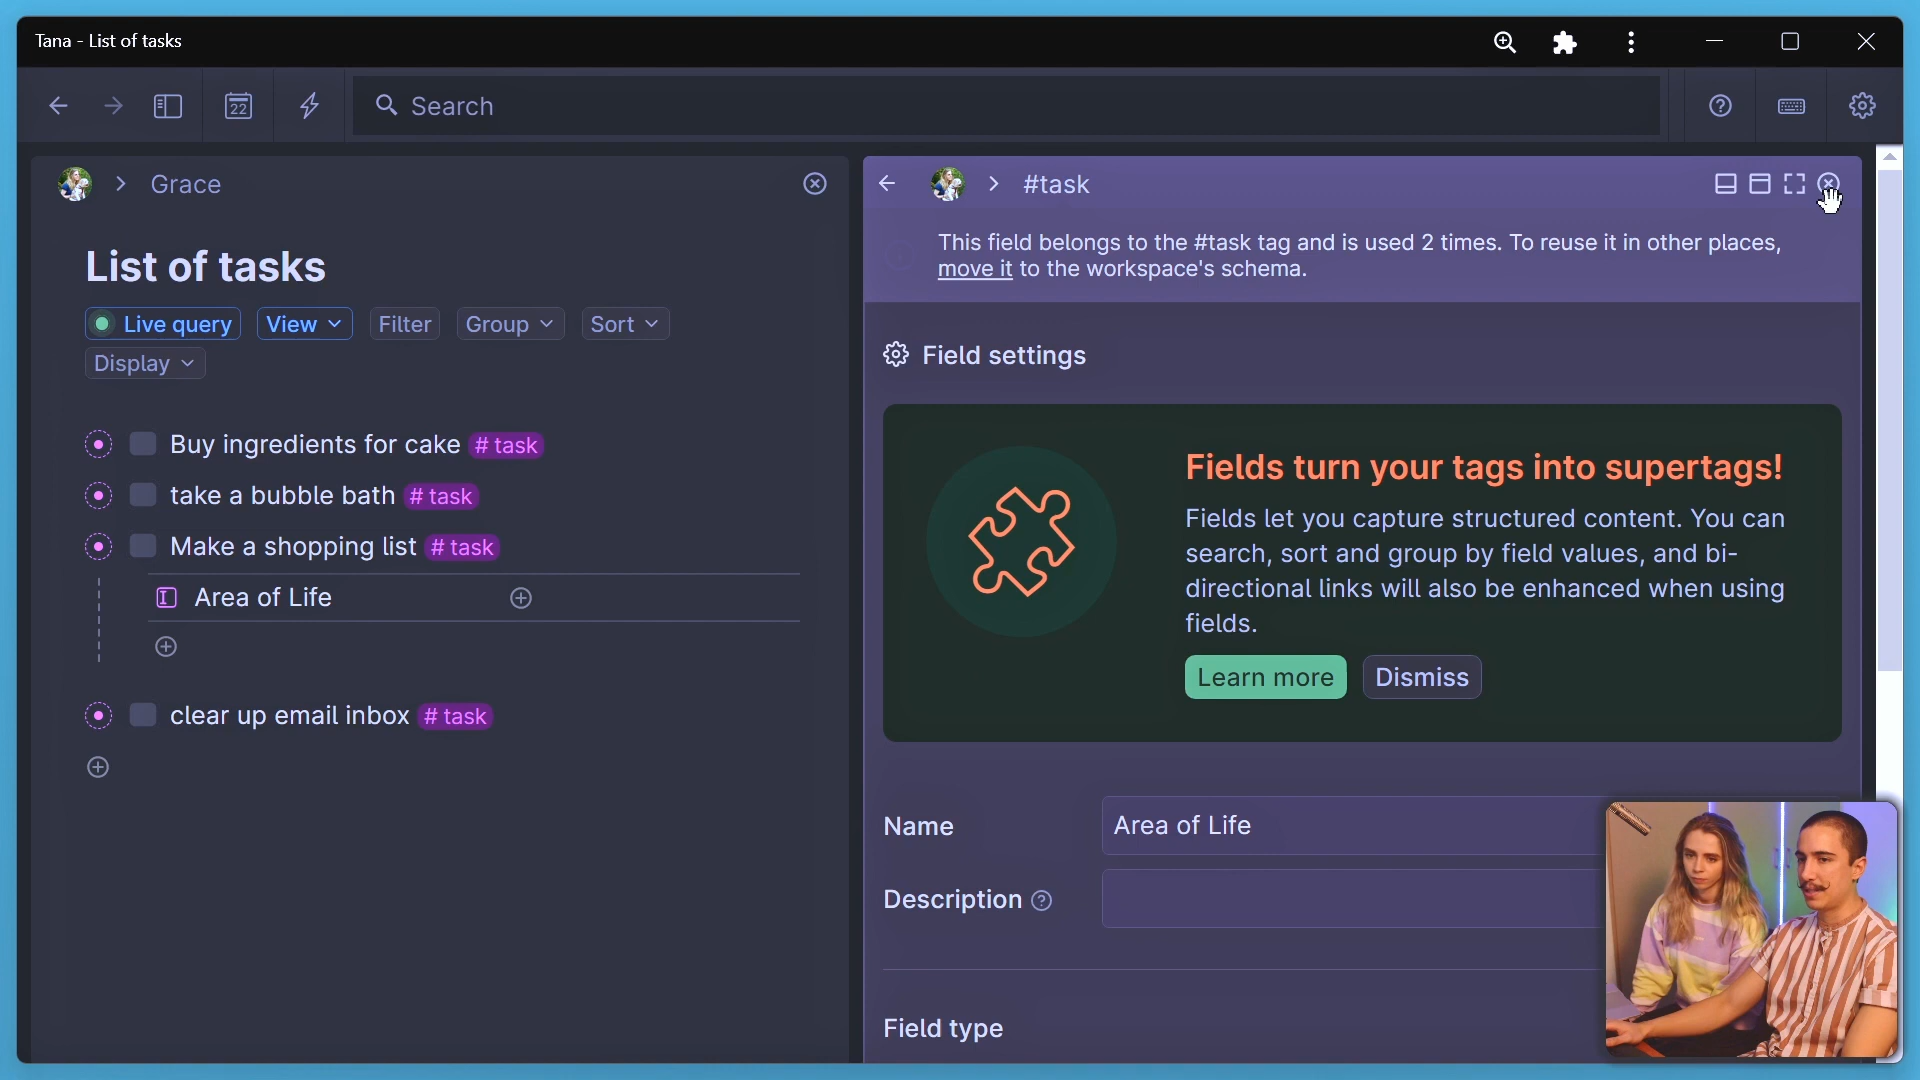 Tana - List of tasks
22
Search
Grace
List of tasks
Live query
View
Filter
Group
Sort
Display
Buy ingredients for cake # task
take a bubble bath # task
Make a shopping list # task
Area of Life
clear up email inbox # task
#task
This field belongs to the #task tag and is used 2 times. To reuse it in other places,
move it to the workspace's schema.
Field settings
Fields turn your tags into supertags!
Fields let you capture structured content. You can
search, sort and group by field values, and bi-
directional links will also be enhanced when using
fields.
Learn more
Dismiss
Name
Area of Life
Description
Field type